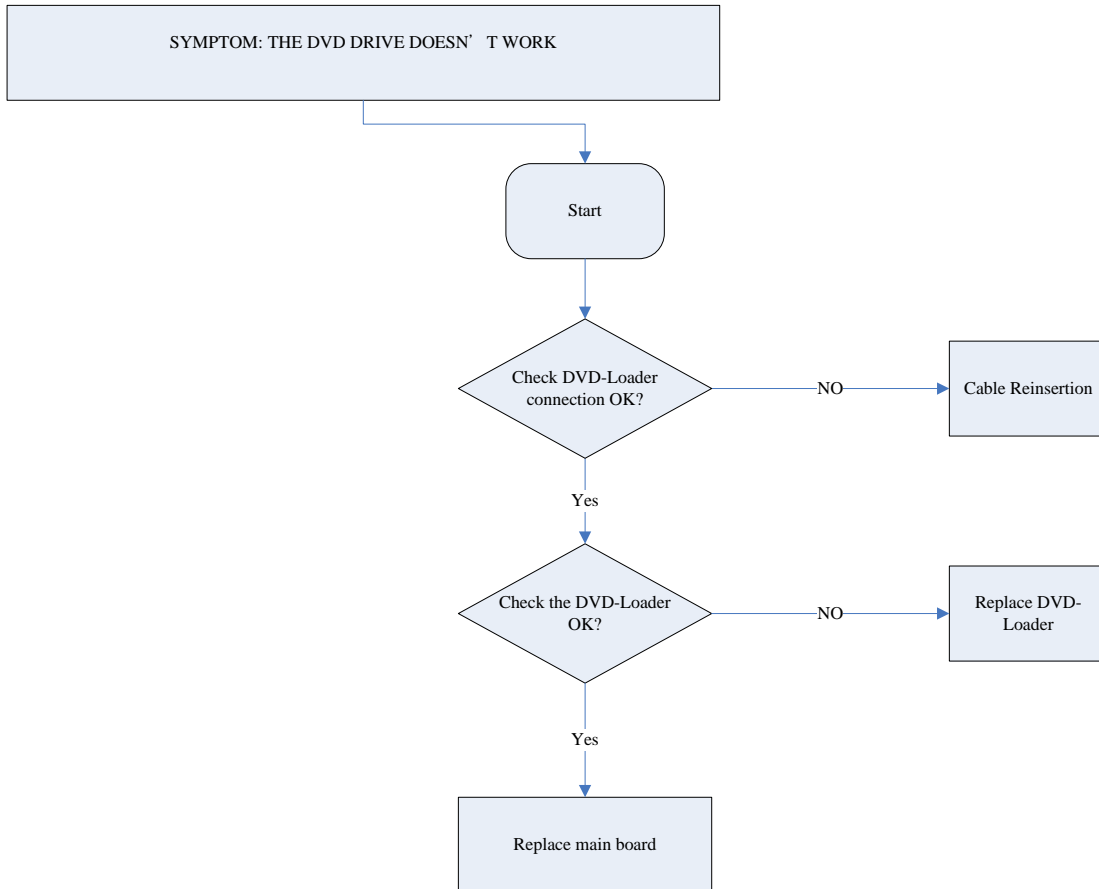 SYMPTOM: THE DVD DRIVE DOESN’ T WORK
Start
Check DVD-Loader
connection OK?
NO
Cable Reinsertion
Yes
Check the DVD-Loader
OK?
NO
Replace DVD-
Loader
Yes
Replace main board